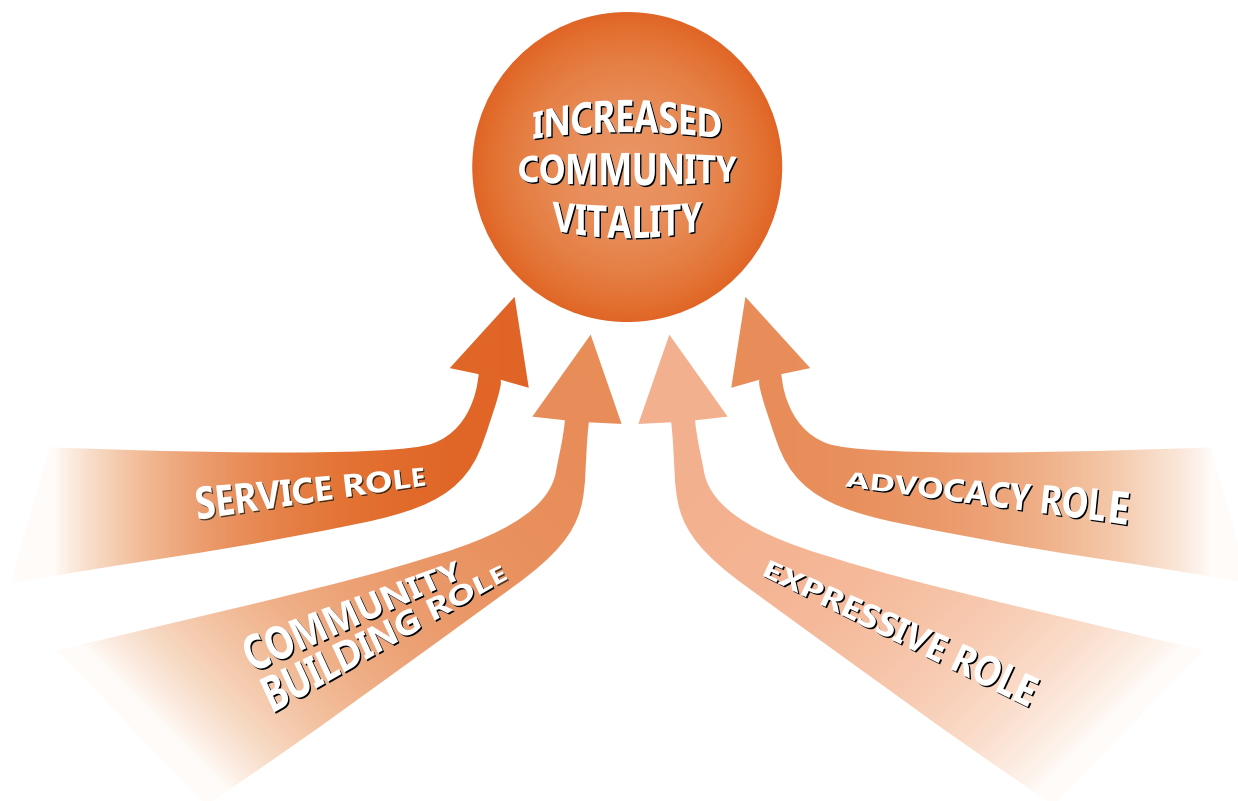 INCREASED
COMMUNITY
VITALITY
SERVICE ROLE
COMMUNITY
BUILDING ROLE
EXPRESSIVE ROLE
ADVOCACY ROLE